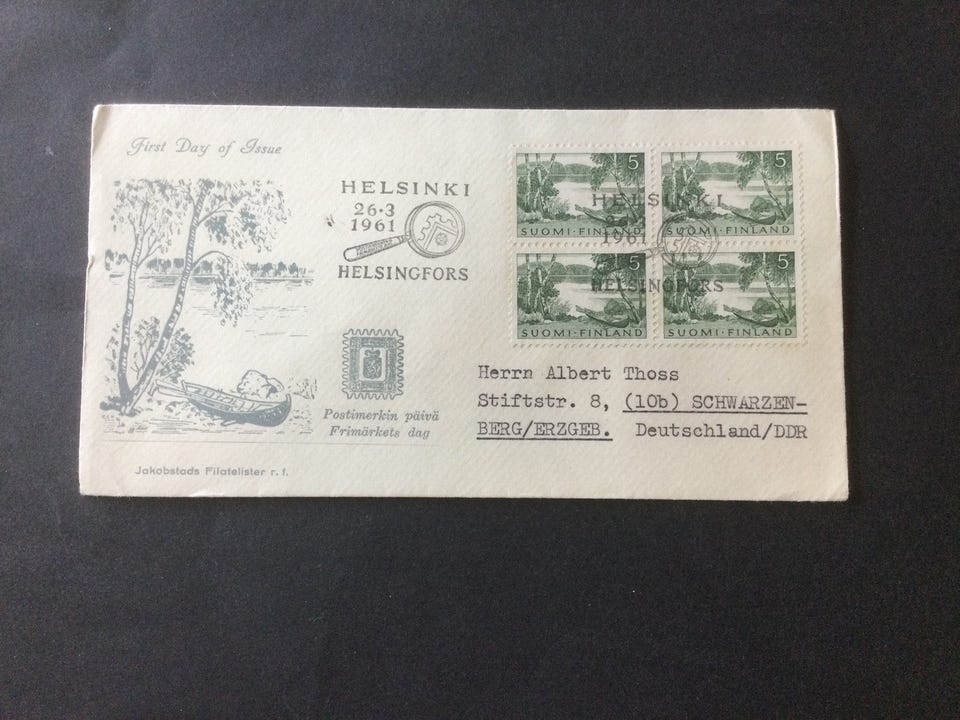 First Day of Issue
HELSINKI
26·3
1961
HELSINGFORS
5
5
SUOMI·FINLAND
SUOMI·FINLAND
5
5
SUOMI·FINLAND
SUOMI·FINLAND
HELSINKI
1961
HELSINGFORS
Postimerkin päivä
Frimärkets dag
Herrn Albert Thoss
Stiftstr. 8, (10b) SCHWARZEN-
BERG/ERZGEB. Deutschland/DDR
Jakobstads Filatelister r. f.